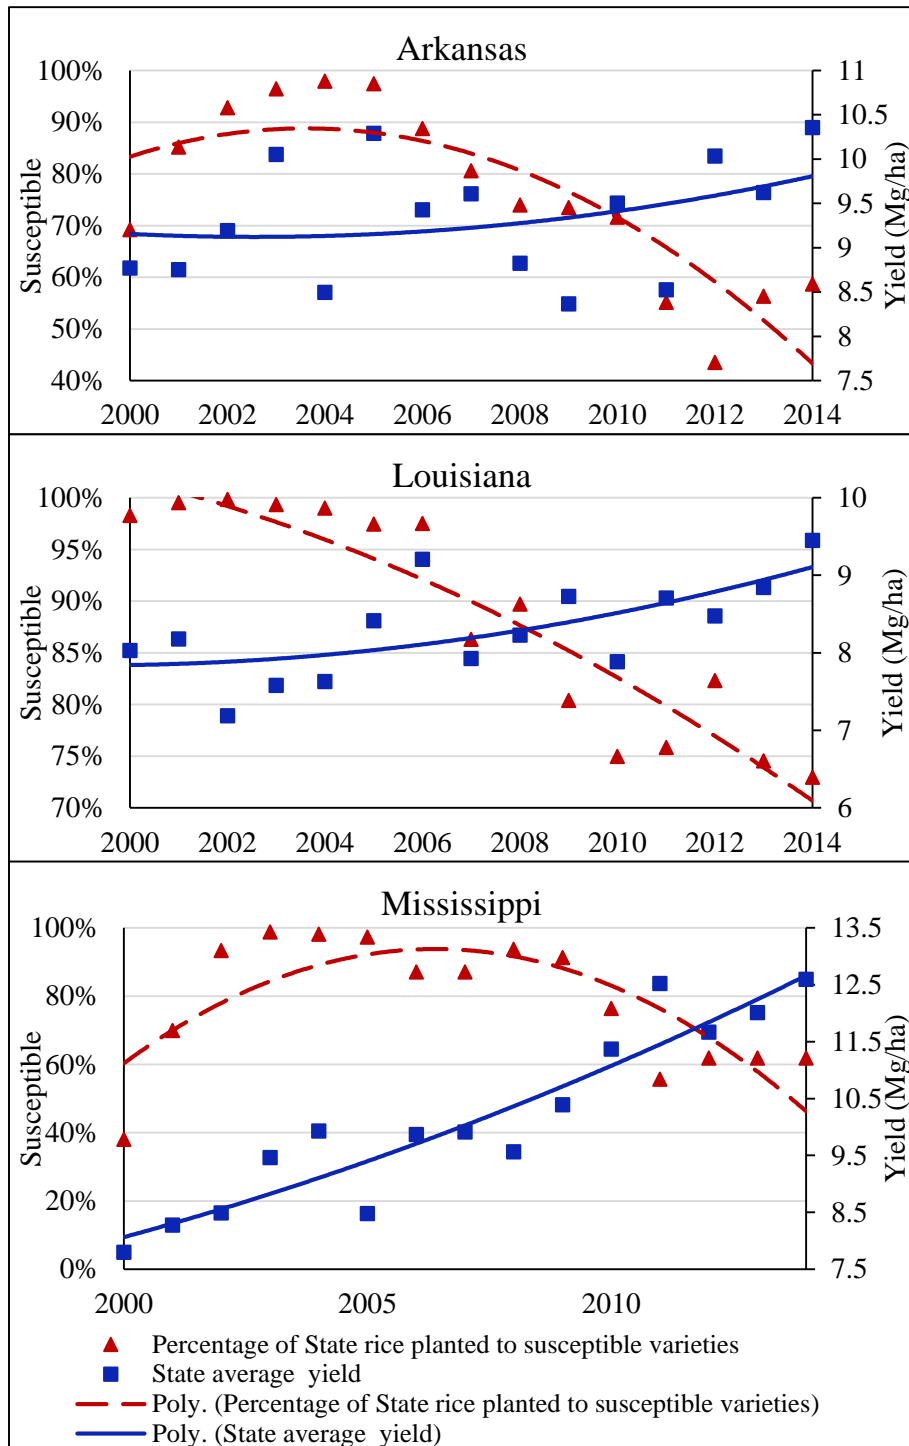 Arkansas
100%
90%
80%
70%
60%
50%
40%
Susceptible
11
10.5
10
9.5
9
8.5
8
7.5
Yield (Mg/ha)
2000 2002 2004 2006 2008 2010 2012 2014
Louisiana
100%
95%
90%
85%
80%
75%
70%
Susceptible
10
9
8
7
6
Yield (Mg/ha)
2000 2002 2004 2006 2008 2010 2012 2014
Mississippi
100%
80%
60%
40%
20%
0%
Susceptible
13.5
12.5
11.5
10.5
9.5
8.5
7.5
Yield (Mg/ha)
2000 2005 2010
Percentage of State rice planted to susceptible varieties
State average yield
Poly. (Percentage of State rice planted to susceptible varieties)
Poly. (State average yield)